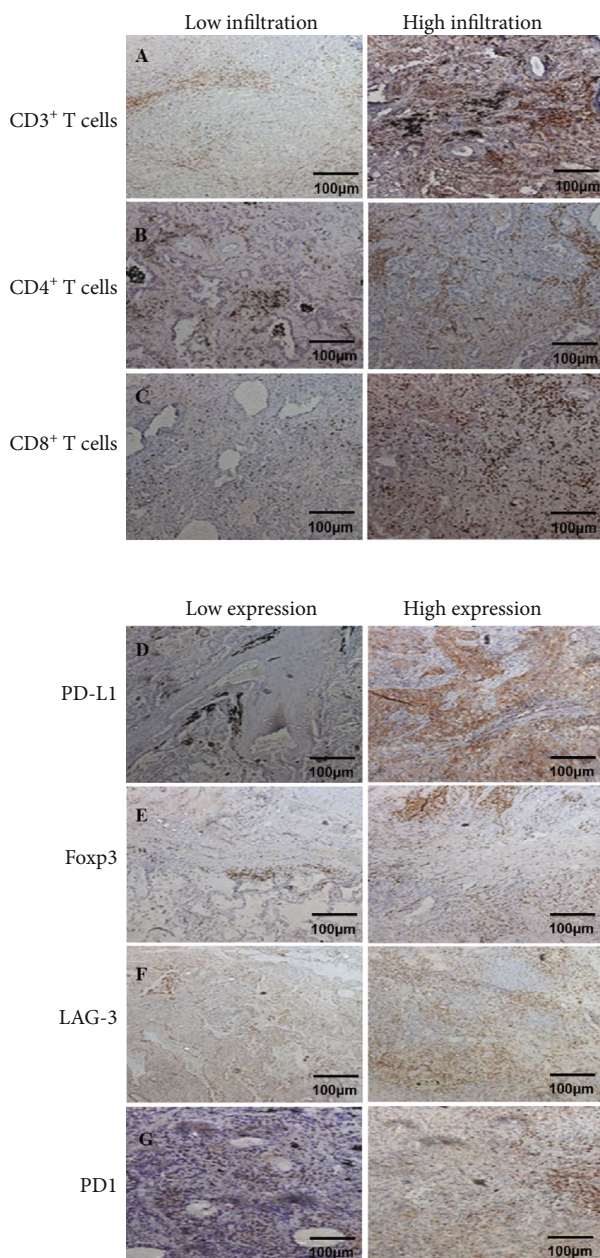 Low infiltration High infiltration
A
CD3+ T cells
100µm 100µm
B
CD4+ T cells
100µm 100µm
C
CD8+ T cells
100µm 100µm
Low expression High expression
D
PD-L1
100µm 100µm
E
Foxp3
100µm 100µm
F
LAG-3
100µm 100µm
G
PD1
100µm 100µm